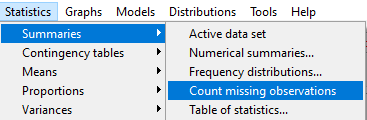 Statistics Graphs Models Distributions Tools Help
Summaries
Contingency tables
Means
Proportions
Variances
Active data set
Numerical summaries...
Frequency distributions...
Count missing observations
Table of statistics...